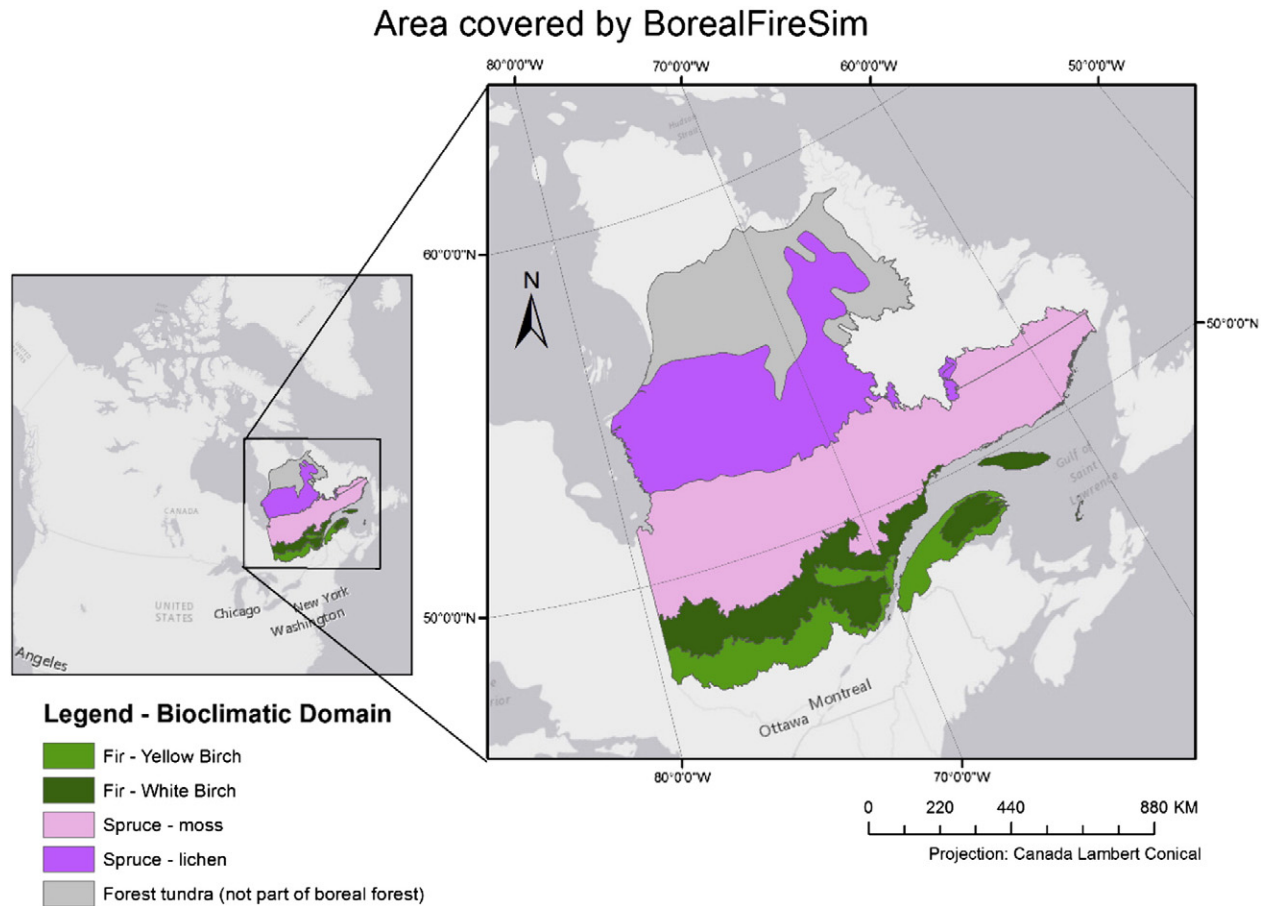 Area covered by BorealFireSim
80°0'0"W
70°0'0"W
60°0'0"W
50°0'0"W
Hudson
Strait
60°0'0"N
N
50°0'0"N
Gulf of
Saint
Lawrence
50°0'0"N
Montreal
Ottawa
80°0'0"W
70°0'0"W
CANADA
UNITED
STATES
Chicago
New York
Washington
Angeles
Legend - Bioclimatic Domain
Fir - Yellow Birch
Fir - White Birch
Spruce - moss
Spruce - lichen
Forest tundra (not part of boreal forest)
0 220 440 880 KM
Projection: Canada Lambert Conical